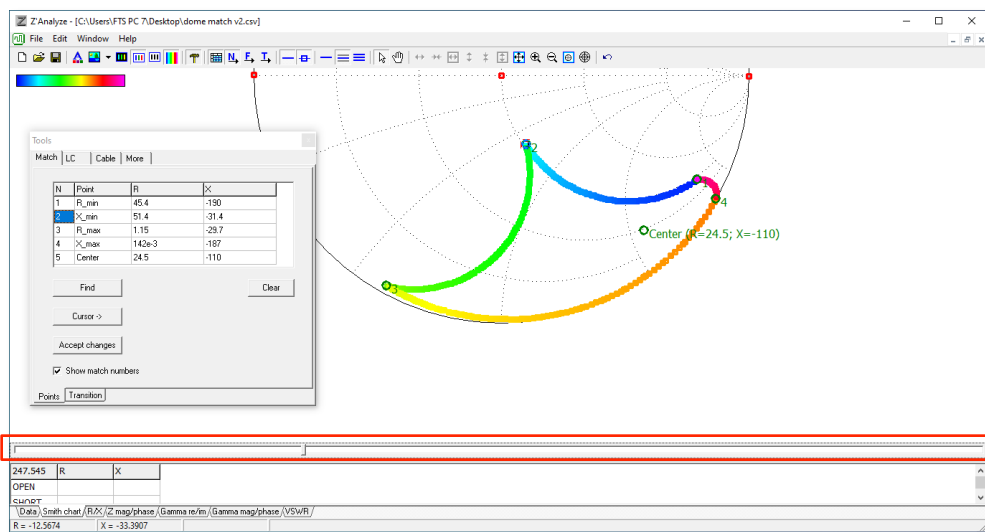 Z'Analyze - [C:\Users\FTS PC 7\Desktop\dome match v2.csv]
File Edit Window Help
Tools
Match LC Cable More
N Point R X
1 R_min 45.4 -190
2 X_min 51.4 -31.4
3 R_max 1.15 -29.7
4 X_max 142e-3 -187
5 Center 24.5 -110
Find Clear
Cursor ->
Accept changes
Show match numbers
Points Transition
2
1
4
Center (R=24.5; X=-110)
3
247.545 R X
OPEN
SHORT
Data Smith chart R/X Z mag/phase Gamma re/im Gamma mag/phase VSWR
R = -12.5674 X = -33.3907